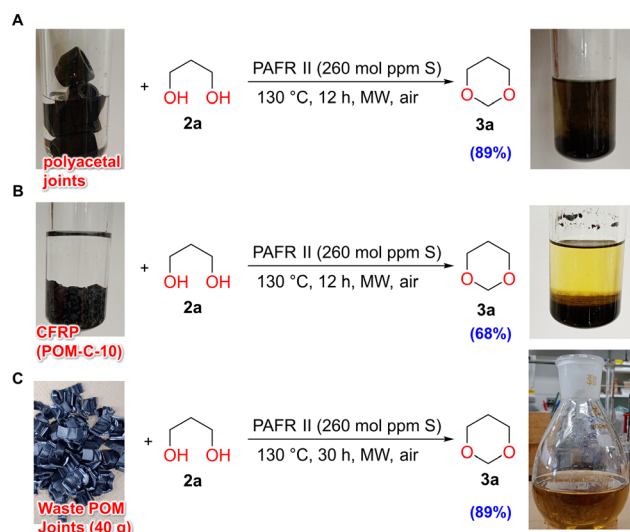 A
polyacetal
joints
+
OH OH
2a
PAFR II (260 mol ppm S)
130 °C, 12 h, MW, air
O O
3a
(89%)
B
CFRP
(POM-C-10)
+
OH OH
2a
PAFR II (260 mol ppm S)
130 °C, 12 h, MW, air
O O
3a
(68%)
C
Waste POM
Joints (40 g)
+
OH OH
2a
PAFR II (260 mol ppm S)
130 °C, 30 h, MW, air
O O
3a
(89%)